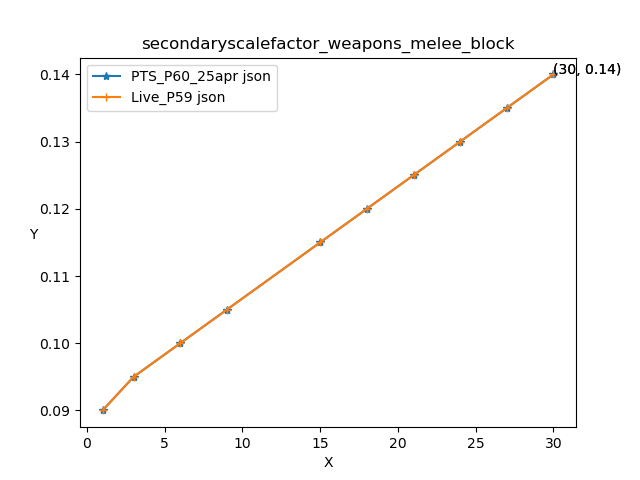 secondaryscalefactor_weapons_melee_block
PTS_P60_25apr json
Live_P59 json
(30, 0.14)
0.14
0.13
0.12
0.11
0.10
0.09
Y
0
5
10
15
20
25
30
X